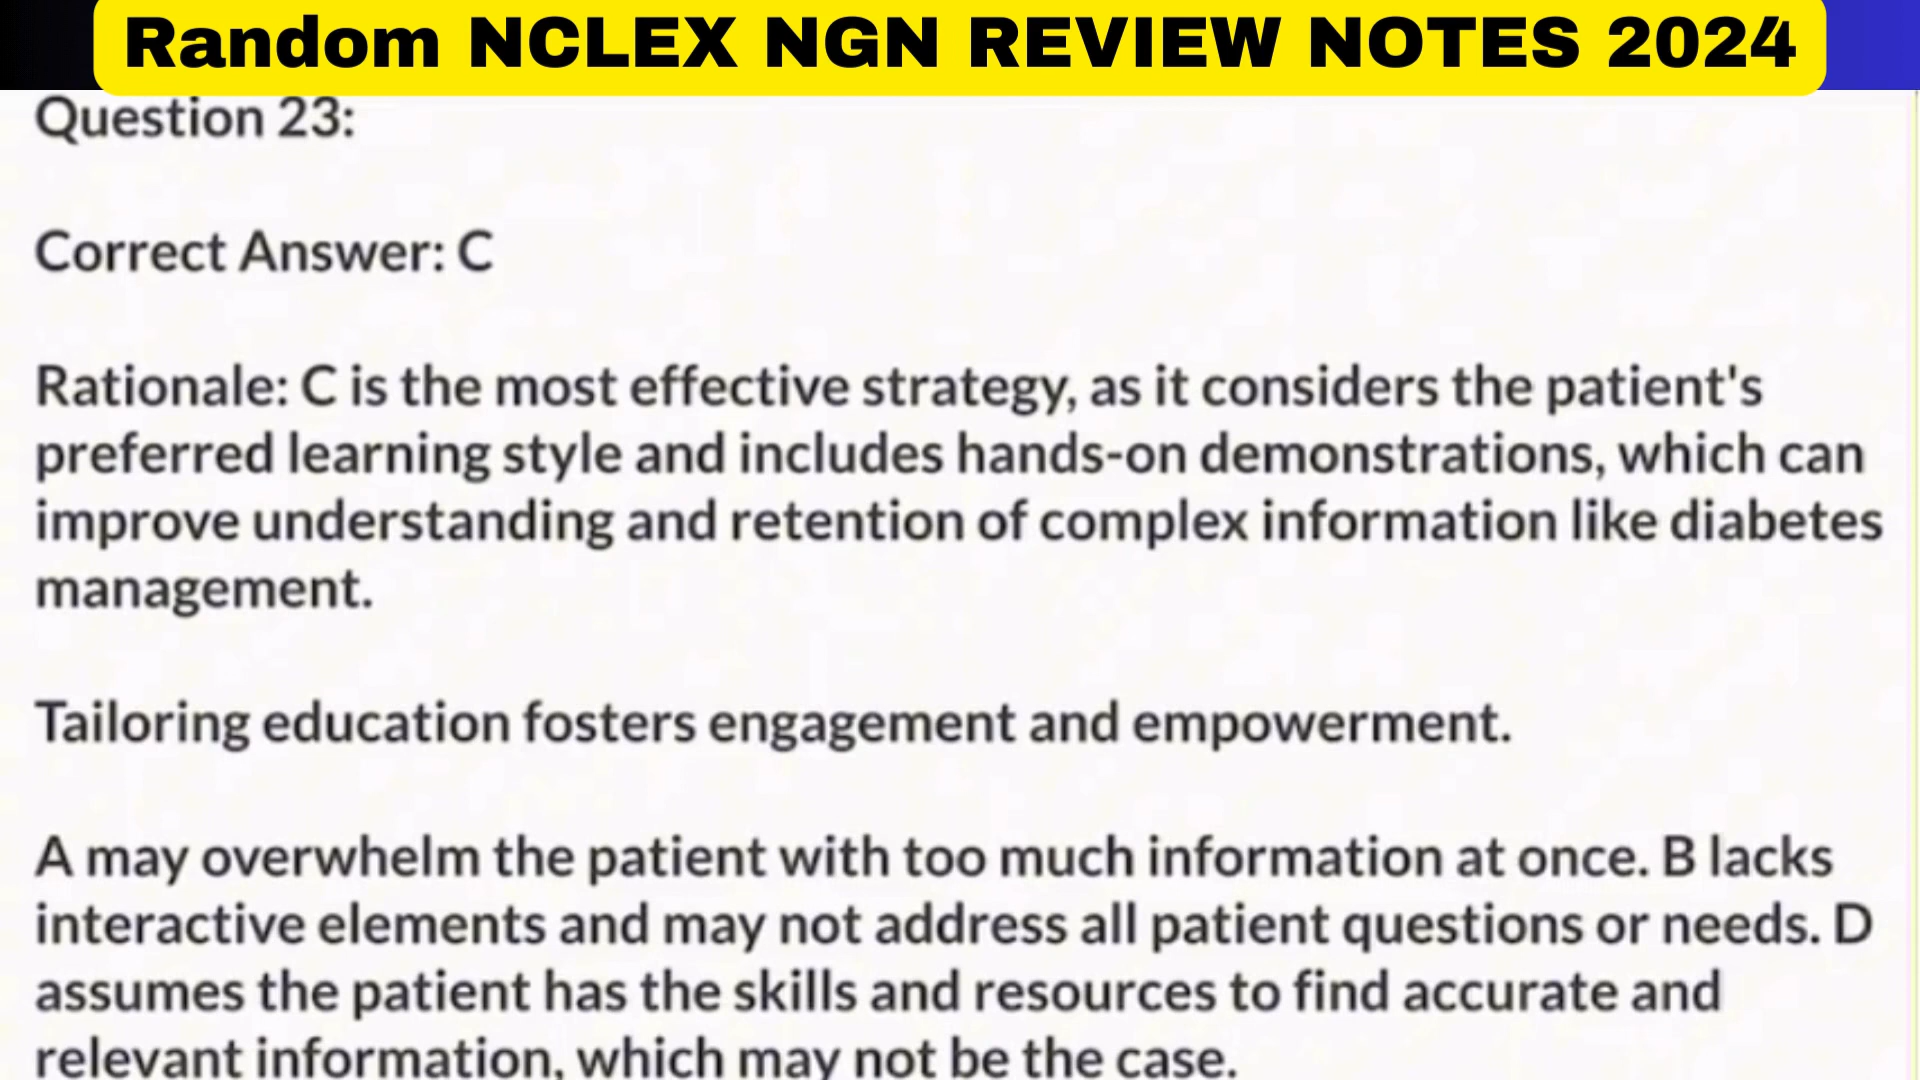 Random NCLEX NGN REVIEW NOTES 2024
Question 23:
Correct Answer: C
Rationale: C is the most effective strategy, as it considers the patient's
preferred learning style and includes hands-on demonstrations, which can
improve understanding and retention of complex information like diabetes
management.
Tailoring education fosters engagement and empowerment.
A may overwhelm the patient with too much information at once. B lacks
interactive elements and may not address all patient questions or needs. D
assumes the patient has the skills and resources to find accurate and
relevant information, which may not be the case.